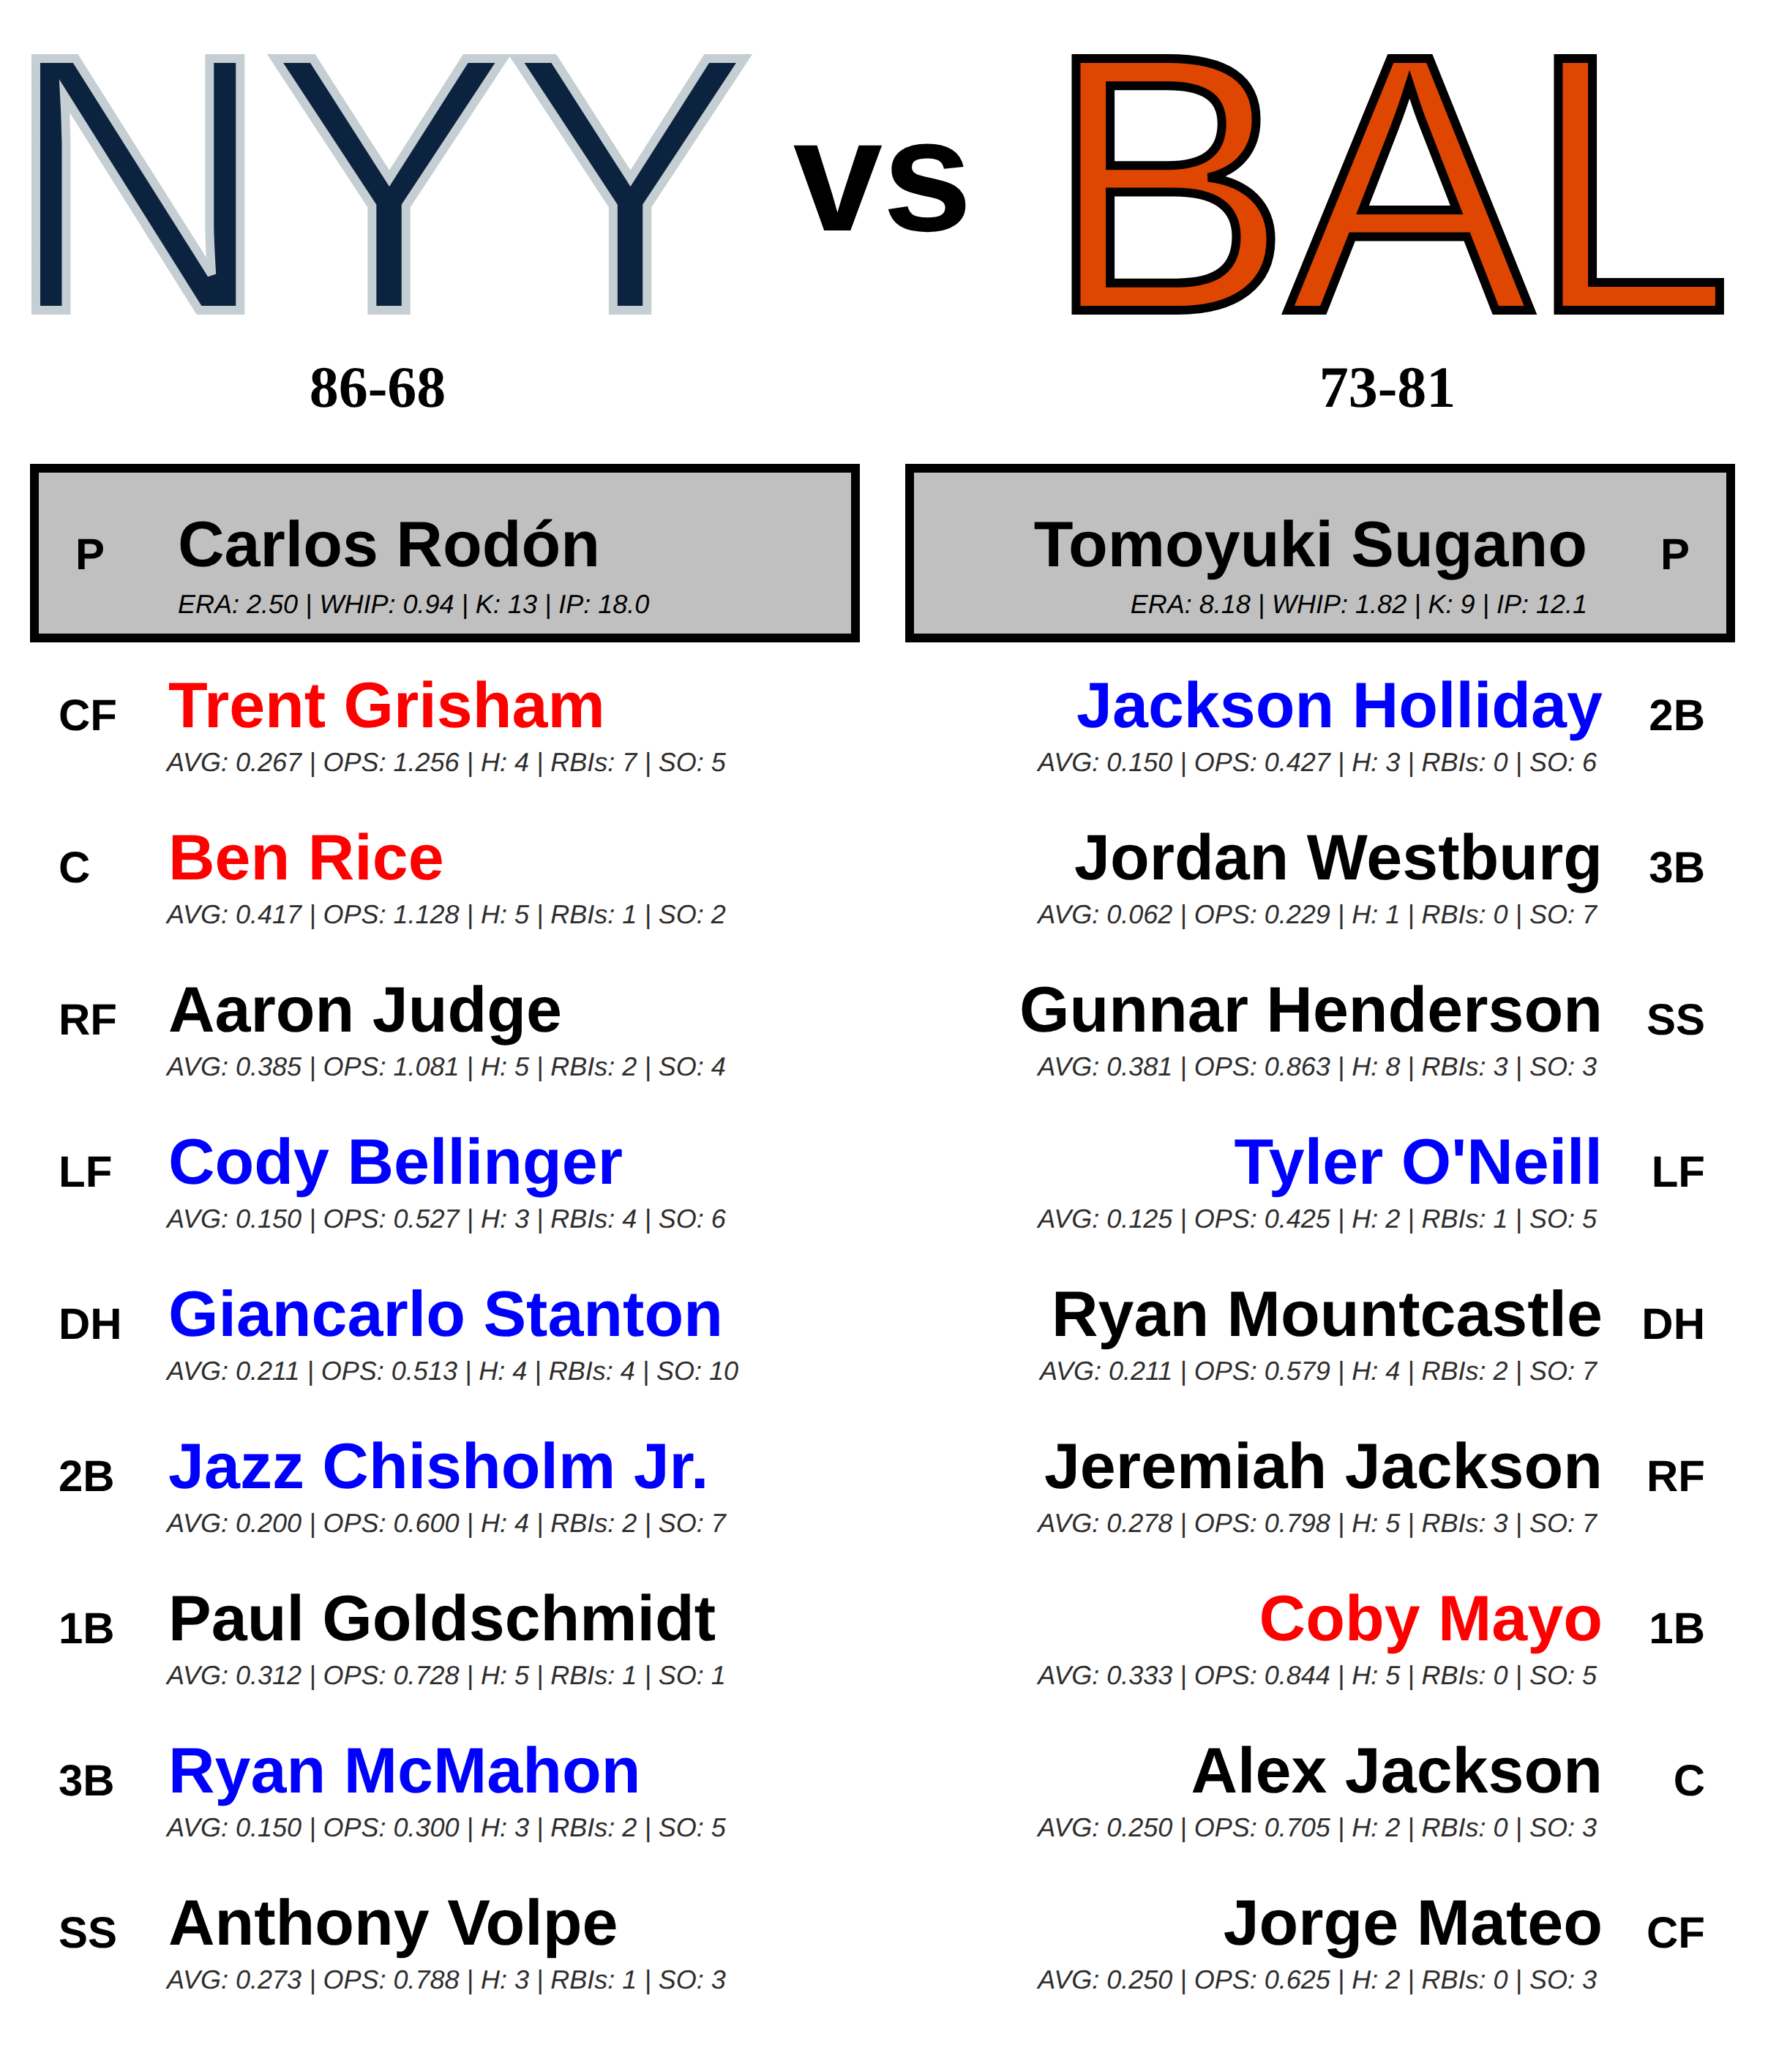 NYY vs BAL
86-68
73-81
P Carlos Rodón
ERA: 2.50 | WHIP: 0.94 | K: 13 | IP: 18.0
Tomoyuki Sugano P
ERA: 8.18 | WHIP: 1.82 | K: 9 | IP: 12.1
CF Trent Grisham
AVG: 0.267 | OPS: 1.256 | H: 4 | RBIs: 7 | SO: 5
C Ben Rice
AVG: 0.417 | OPS: 1.128 | H: 5 | RBIs: 1 | SO: 2
RF Aaron Judge
AVG: 0.385 | OPS: 1.081 | H: 5 | RBIs: 2 | SO: 4
LF Cody Bellinger
AVG: 0.150 | OPS: 0.527 | H: 3 | RBIs: 4 | SO: 6
DH Giancarlo Stanton
AVG: 0.211 | OPS: 0.513 | H: 4 | RBIs: 4 | SO: 10
2B Jazz Chisholm Jr.
AVG: 0.200 | OPS: 0.600 | H: 4 | RBIs: 2 | SO: 7
1B Paul Goldschmidt
AVG: 0.312 | OPS: 0.728 | H: 5 | RBIs: 1 | SO: 1
3B Ryan McMahon
AVG: 0.150 | OPS: 0.300 | H: 3 | RBIs: 2 | SO: 5
SS Anthony Volpe
AVG: 0.273 | OPS: 0.788 | H: 3 | RBIs: 1 | SO: 3
Jackson Holliday 2B
AVG: 0.150 | OPS: 0.427 | H: 3 | RBIs: 0 | SO: 6
Jordan Westburg 3B
AVG: 0.062 | OPS: 0.229 | H: 1 | RBIs: 0 | SO: 7
Gunnar Henderson SS
AVG: 0.381 | OPS: 0.863 | H: 8 | RBIs: 3 | SO: 3
Tyler O'Neill LF
AVG: 0.125 | OPS: 0.425 | H: 2 | RBIs: 1 | SO: 5
Ryan Mountcastle DH
AVG: 0.211 | OPS: 0.579 | H: 4 | RBIs: 2 | SO: 7
Jeremiah Jackson RF
AVG: 0.278 | OPS: 0.798 | H: 5 | RBIs: 3 | SO: 7
Coby Mayo 1B
AVG: 0.333 | OPS: 0.844 | H: 5 | RBIs: 0 | SO: 5
Alex Jackson C
AVG: 0.250 | OPS: 0.705 | H: 2 | RBIs: 0 | SO: 3
Jorge Mateo CF
AVG: 0.250 | OPS: 0.625 | H: 2 | RBIs: 0 | SO: 3